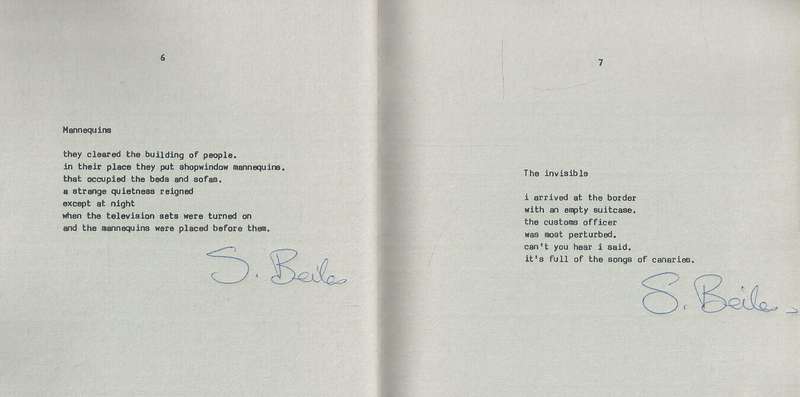 6
Mannequins
they cleared the building of people.
in their place they put shopwindow mannequins.
that occupied the beds and sofas.
a strange quietness reigned
except at night
when the television sets were turned on
and the mannequins were placed before them.
S. Beiles
7
The invisible
i arrived at the border
with an empty suitcase.
the customs officer
was most perturbed.
can't you hear i said.
it's full of the songs of canaries.
S. Beiles